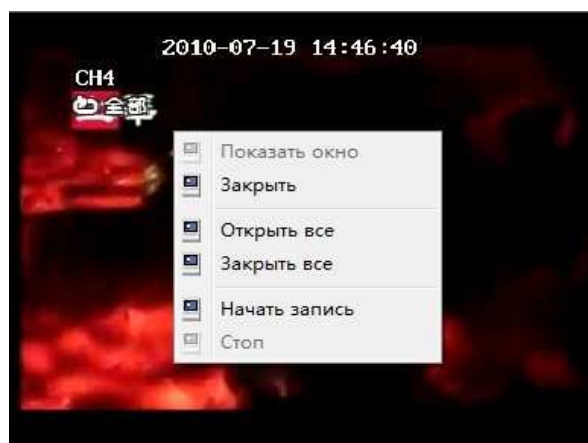 2010-07-19 14:46:40
CH4
全部
Показать окно
Закрыть
Открыть все
Закрыть все
Начать запись
Стоп